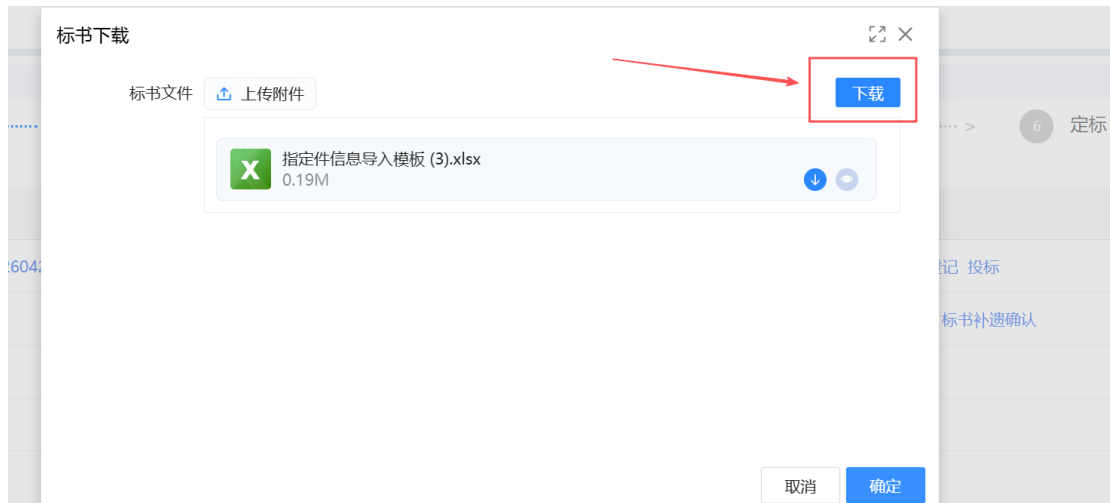 标书下载
标书文件 上传附件 下载
指定件信息导入模板 (3).xlsx
0.19M
6 定标
2604
记 投标
标书补遗确认
取消 确定